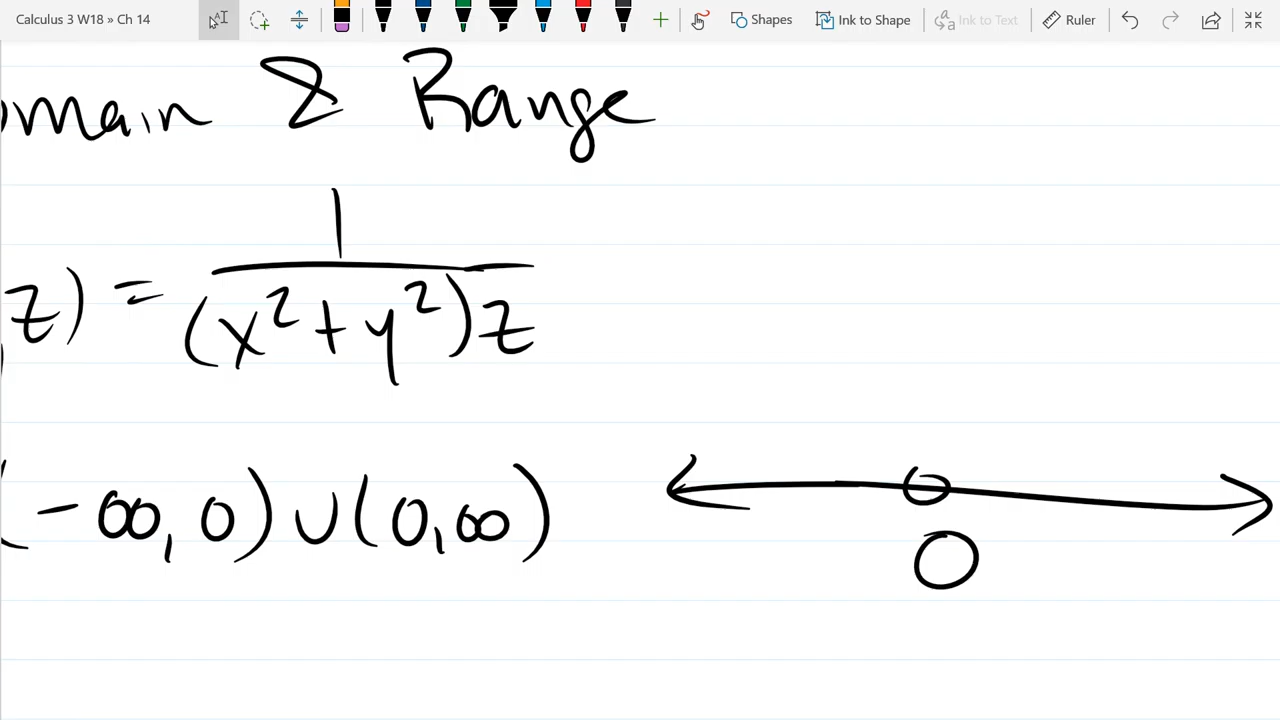 Calculus 3 W18 » Ch 14
Shapes Ink to Shape Ink to Text Ruler
omain & Range
z) = 1/((x²+y²)z)
(-∞,0)∪(0,∞)
0